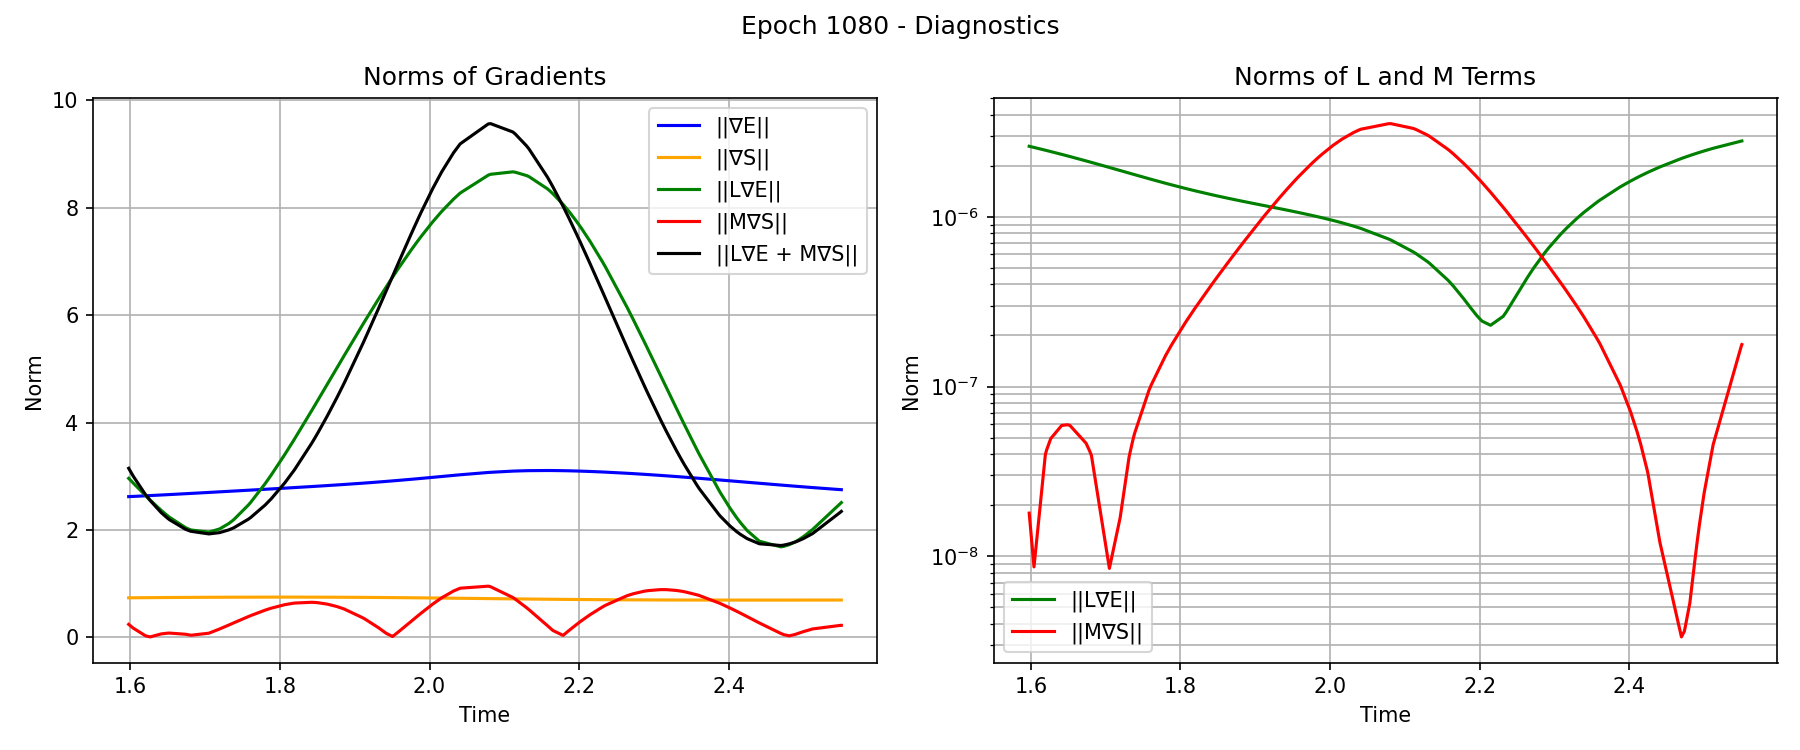 Epoch 1080 - Diagnostics
Norms of Gradients
Norm
10
8
6
4
2
0
1.6
1.8
2.0
2.2
2.4
Time
||∇E||
||∇S||
||L∇E||
||M∇S||
||L∇E + M∇S||
Norms of L and M Terms
Norm
10⁻⁶
10⁻⁷
10⁻⁸
1.6
1.8
2.0
2.2
2.4
Time
||L∇E||
||M∇S||